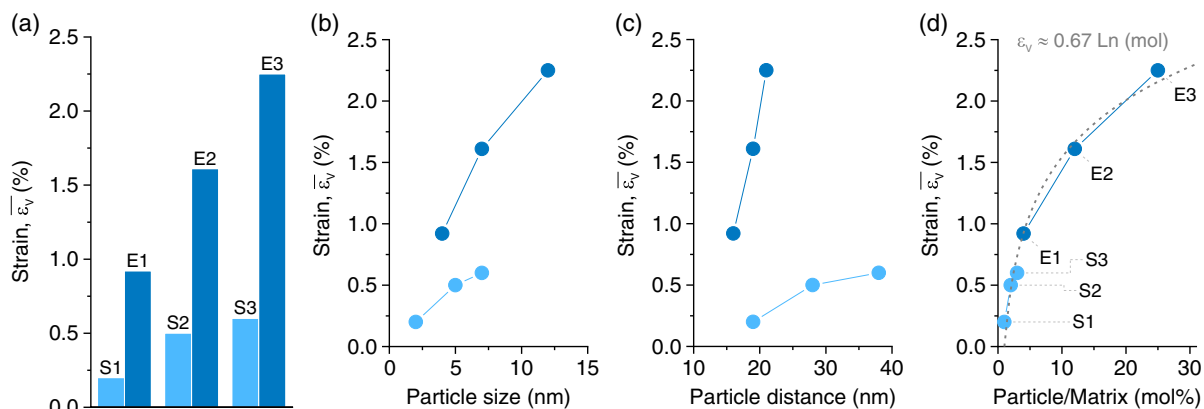 (a)
2.5
2.0
1.5
1.0
0.5
0.0
Strain, ε̅v̅ (%)
S1
E1
S2
E2
S3
E3
(b)
2.5
2.0
1.5
1.0
0.5
0.0
Strain, ε̅v̅ (%)
0 5 10 15
Particle size (nm)
(c)
2.5
2.0
1.5
1.0
0.5
0.0
Strain, ε̅v̅ (%)
10 20 30 40
Particle distance (nm)
(d)
εv ≈ 0.67 Ln (mol)
2.5
2.0
1.5
1.0
0.5
0.0
Strain, ε̅v̅ (%)
E3
E2
E1
S3
S2
S1
0 10 20 30
Particle/Matrix (mol%)